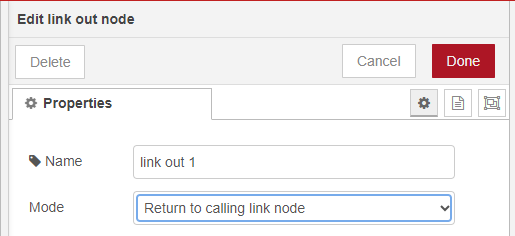 Edit link out node
Delete
Cancel
Done
Properties
Name
link out 1
Mode
Return to calling link node